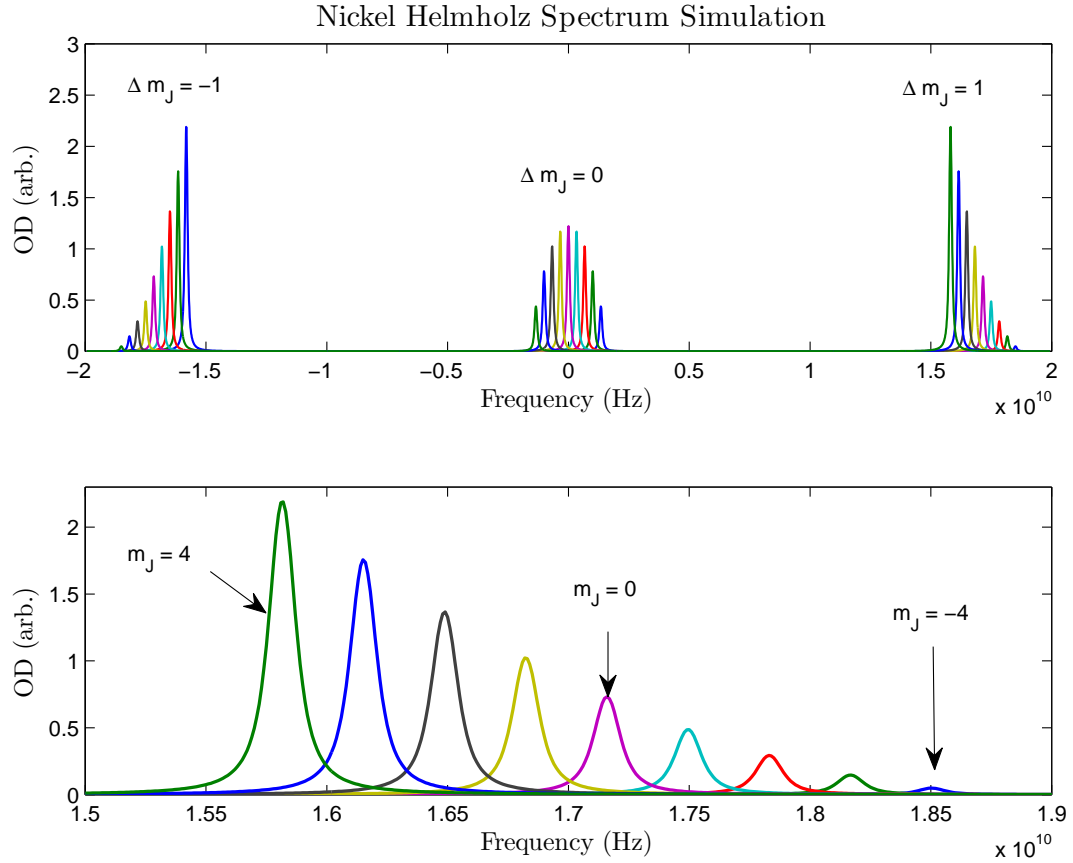 Nickel Helmholz Spectrum Simulation
3
2.5
2
1.5
1
0.5
0
OD (arb.)
Δ m_J = −1
Δ m_J = 0
Δ m_J = 1
−2 −1.5 −1 −0.5 0 0.5 1 1.5 2
Frequency (Hz)
x 10^10
2
1.5
1
0.5
0
OD (arb.)
m_J = 4
m_J = 0
m_J = −4
1.5 1.55 1.6 1.65 1.7 1.75 1.8 1.85 1.9
Frequency (Hz)
x 10^10